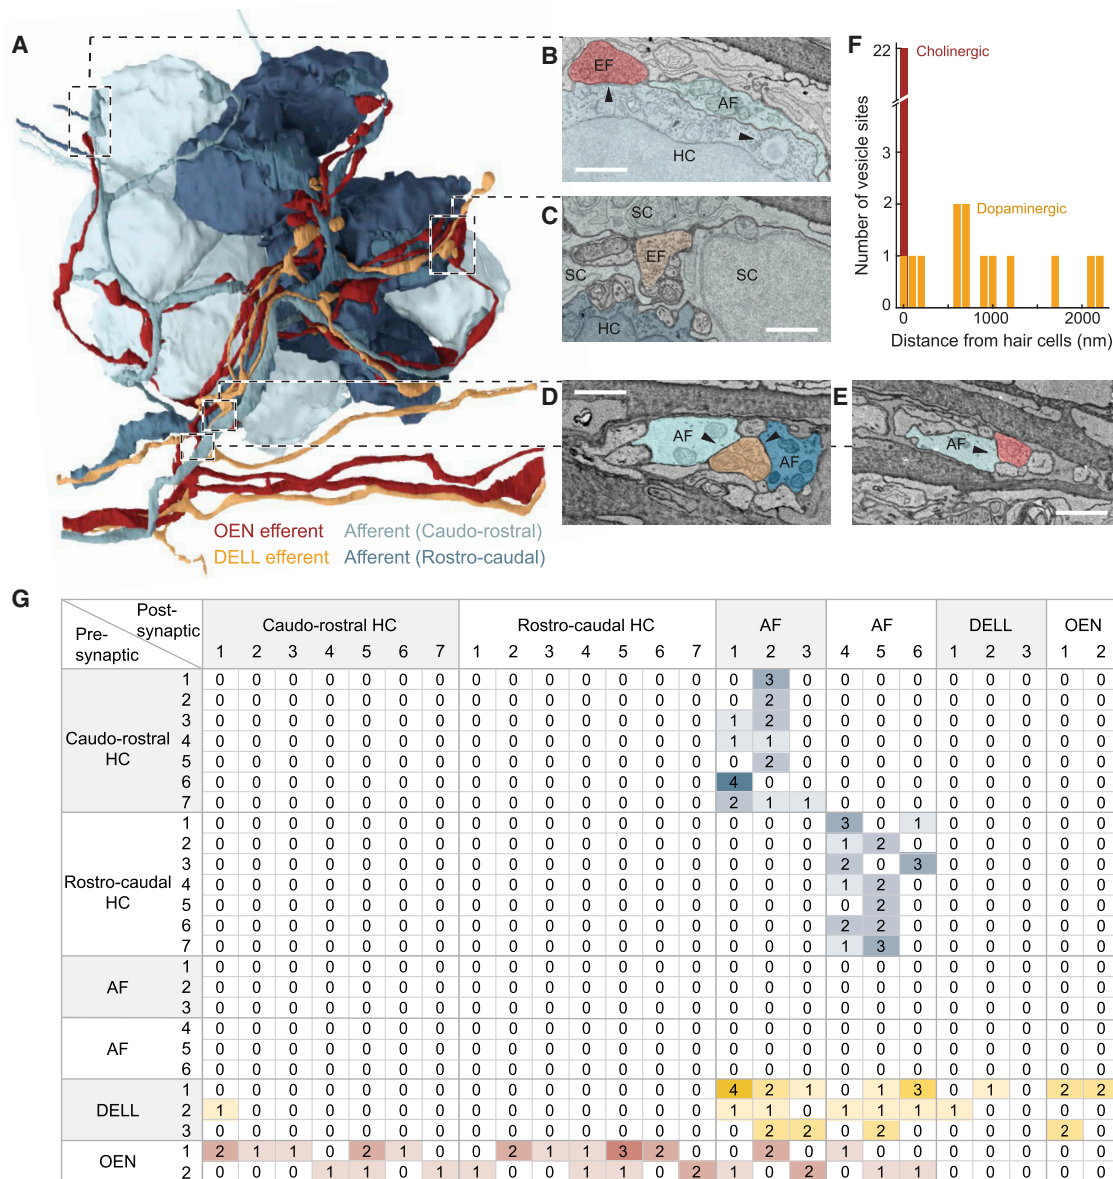 A
B
EF
AF
HC
C
SC
EF
SC
SC
HC
D
AF
AF
E
AF
F
22
3
2
1
0
Number of vesicle sites
Cholinergic
Dopaminergic
0 1000 2000
Distance from hair cells (nm)
OEN efferent Afferent (Caudo-rostral)
DELL efferent Afferent (Rostro-caudal)
G
Post-synaptic
Pre-synaptic
Caudo-rostral HC Rostro-caudal HC AF AF DELL OEN
1 2 3 4 5 6 7 1 2 3 4 5 6 7 1 2 3 4 5 6 1 2 3 1 2
Caudo-rostral HC
1 0 0 0 0 0 0 0 0 0 0 0 0 0 0 0 3 0 0 0 0 0 0 0 0 0
2 0 0 0 0 0 0 0 0 0 0 0 0 0 0 0 2 0 0 0 0 0 0 0 0 0
3 0 0 0 0 0 0 0 0 0 0 0 0 0 0 1 2 0 0 0 0 0 0 0 0 0
4 0 0 0 0 0 0 0 0 0 0 0 0 0 0 1 1 0 0 0 0 0 0 0 0 0
5 0 0 0 0 0 0 0 0 0 0 0 0 0 0 0 2 0 0 0 0 0 0 0 0 0
6 0 0 0 0 0 0 0 0 0 0 0 0 0 0 4 0 0 0 0 0 0 0 0 0 0
7 0 0 0 0 0 0 0 0 0 0 0 0 0 0 2 1 1 0 0 0 0 0 0 0 0
Rostro-caudal HC
1 0 0 0 0 0 0 0 0 0 0 0 0 0 0 0 0 0 3 0 1 0 0 0 0 0
2 0 0 0 0 0 0 0 0 0 0 0 0 0 0 0 0 0 1 2 0 0 0 0 0 0
3 0 0 0 0 0 0 0 0 0 0 0 0 0 0 0 0 0 2 0 3 0 0 0 0 0
4 0 0 0 0 0 0 0 0 0 0 0 0 0 0 0 0 0 1 2 0 0 0 0 0 0
5 0 0 0 0 0 0 0 0 0 0 0 0 0 0 0 0 0 0 2 0 0 0 0 0 0
6 0 0 0 0 0 0 0 0 0 0 0 0 0 0 0 0 0 2 2 0 0 0 0 0 0
7 0 0 0 0 0 0 0 0 0 0 0 0 0 0 0 0 0 1 3 0 0 0 0 0 0
AF
1 0 0 0 0 0 0 0 0 0 0 0 0 0 0 0 0 0 0 0 0 0 0 0 0 0
2 0 0 0 0 0 0 0 0 0 0 0 0 0 0 0 0 0 0 0 0 0 0 0 0 0
3 0 0 0 0 0 0 0 0 0 0 0 0 0 0 0 0 0 0 0 0 0 0 0 0 0
AF
4 0 0 0 0 0 0 0 0 0 0 0 0 0 0 0 0 0 0 0 0 0 0 0 0 0
5 0 0 0 0 0 0 0 0 0 0 0 0 0 0 0 0 0 0 0 0 0 0 0 0 0
6 0 0 0 0 0 0 0 0 0 0 0 0 0 0 0 0 0 0 0 0 0 0 0 0 0
DELL
1 0 0 0 0 0 0 0 0 0 0 0 0 0 0 4 2 1 0 1 3 0 1 0 2 2
2 1 0 0 0 0 0 0 0 0 0 0 0 0 0 1 1 0 1 1 1 1 0 0 0 0
3 0 0 0 0 0 0 0 0 0 0 0 0 0 0 0 2 2 0 2 0 0 0 0 2 0
OEN
1 2 1 1 0 2 1 0 0 2 1 1 3 2 0 0 2 0 1 0 0 0 0 0 0 0
2 0 0 0 1 1 0 1 1 0 0 1 1 0 2 1 0 2 0 1 1 0 0 0 0 0